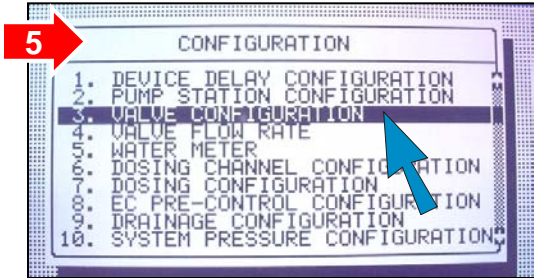 5
CONFIGURATION
1. DEVICE DELAY CONFIGURATION
2. PUMP STATION CONFIGURATION
3. VALVE CONFIGURATION
4. VALVE FLOW RATE
5. WATER METER
6. DOSING CHANNEL CONFIGURATION
7. DOSING CONFIGURATION
8. EC PRE-CONTROL CONFIGURATION
9. DRAINAGE CONFIGURATION
10. SYSTEM PRESSURE CONFIGURATION